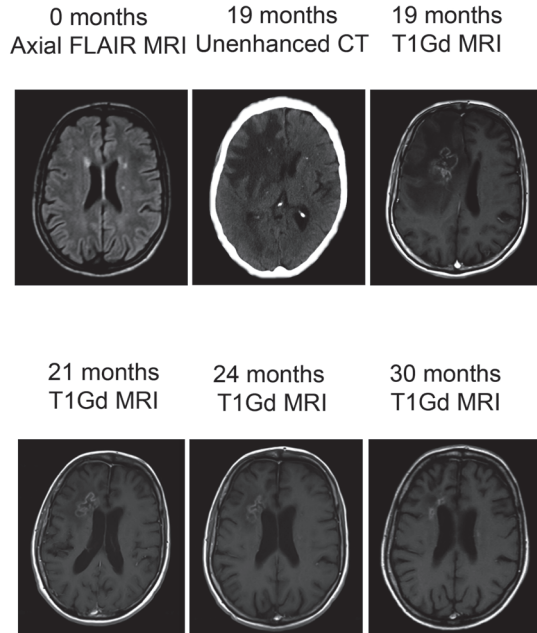 0 months
Axial FLAIR MRI
19 months
Unenhanced CT
19 months
T1Gd MRI
21 months
T1Gd MRI
24 months
T1Gd MRI
30 months
T1Gd MRI